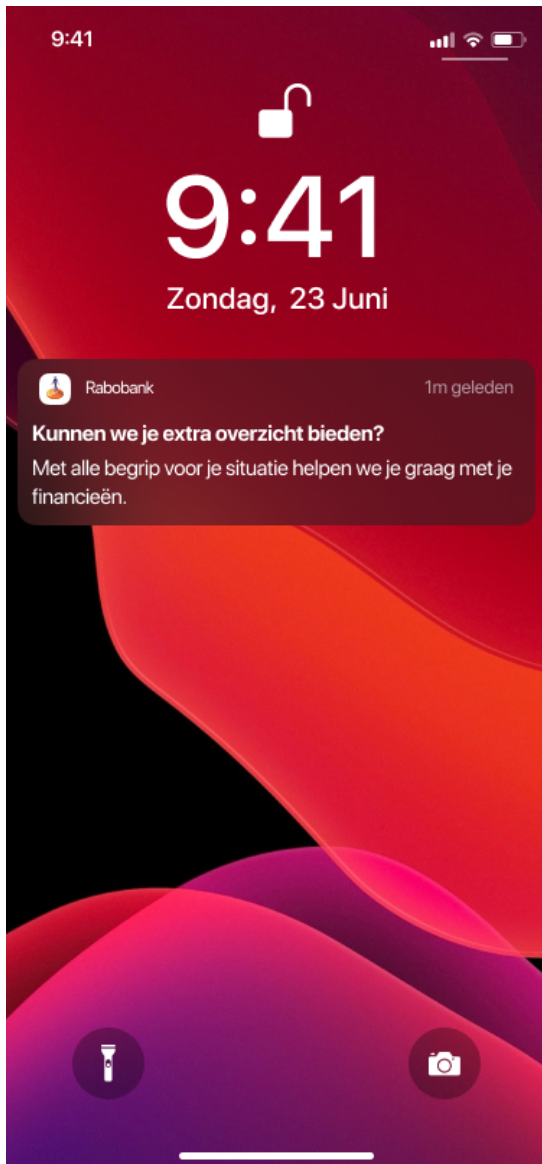 9:41
9:41
Zondag, 23 Juni
Rabobank 1m geleden
Kunnen we je extra overzicht bieden?
Met alle begrip voor je situatie helpen we je graag met je
financieën.